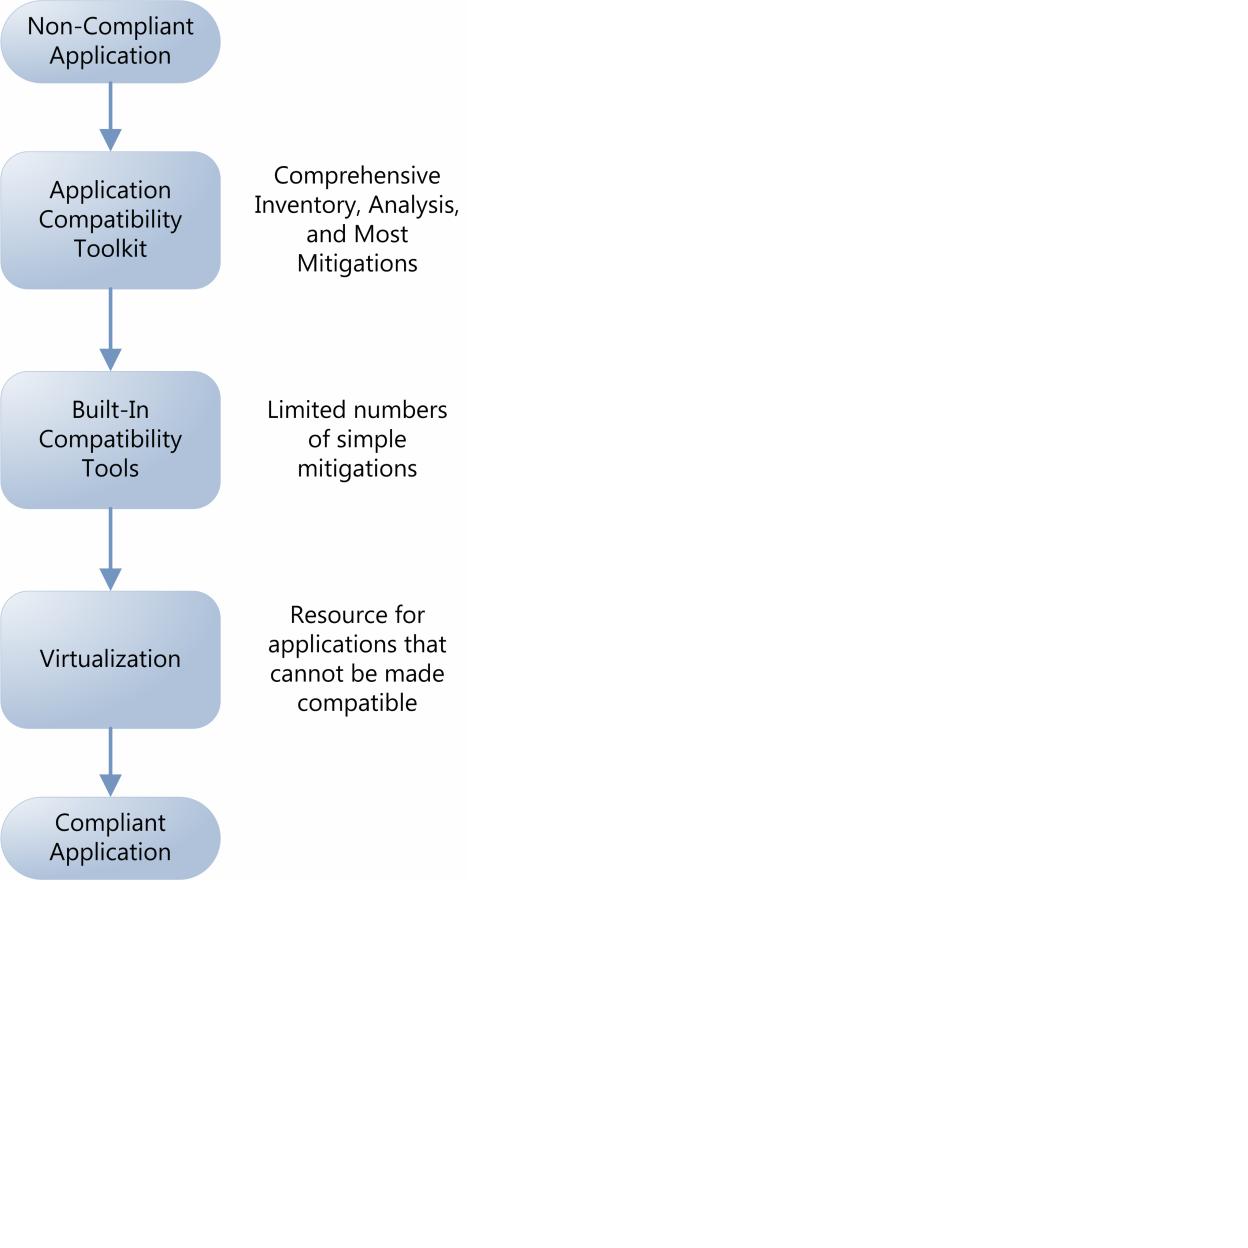 Non-Compliant
Application
Application
Compatibility
Toolkit
Comprehensive
Inventory, Analysis,
and Most
Mitigations
Built-In
Compatibility
Tools
Limited numbers
of simple
mitigations
Virtualization
Resource for
applications that
cannot be made
compatible
Compliant
Application